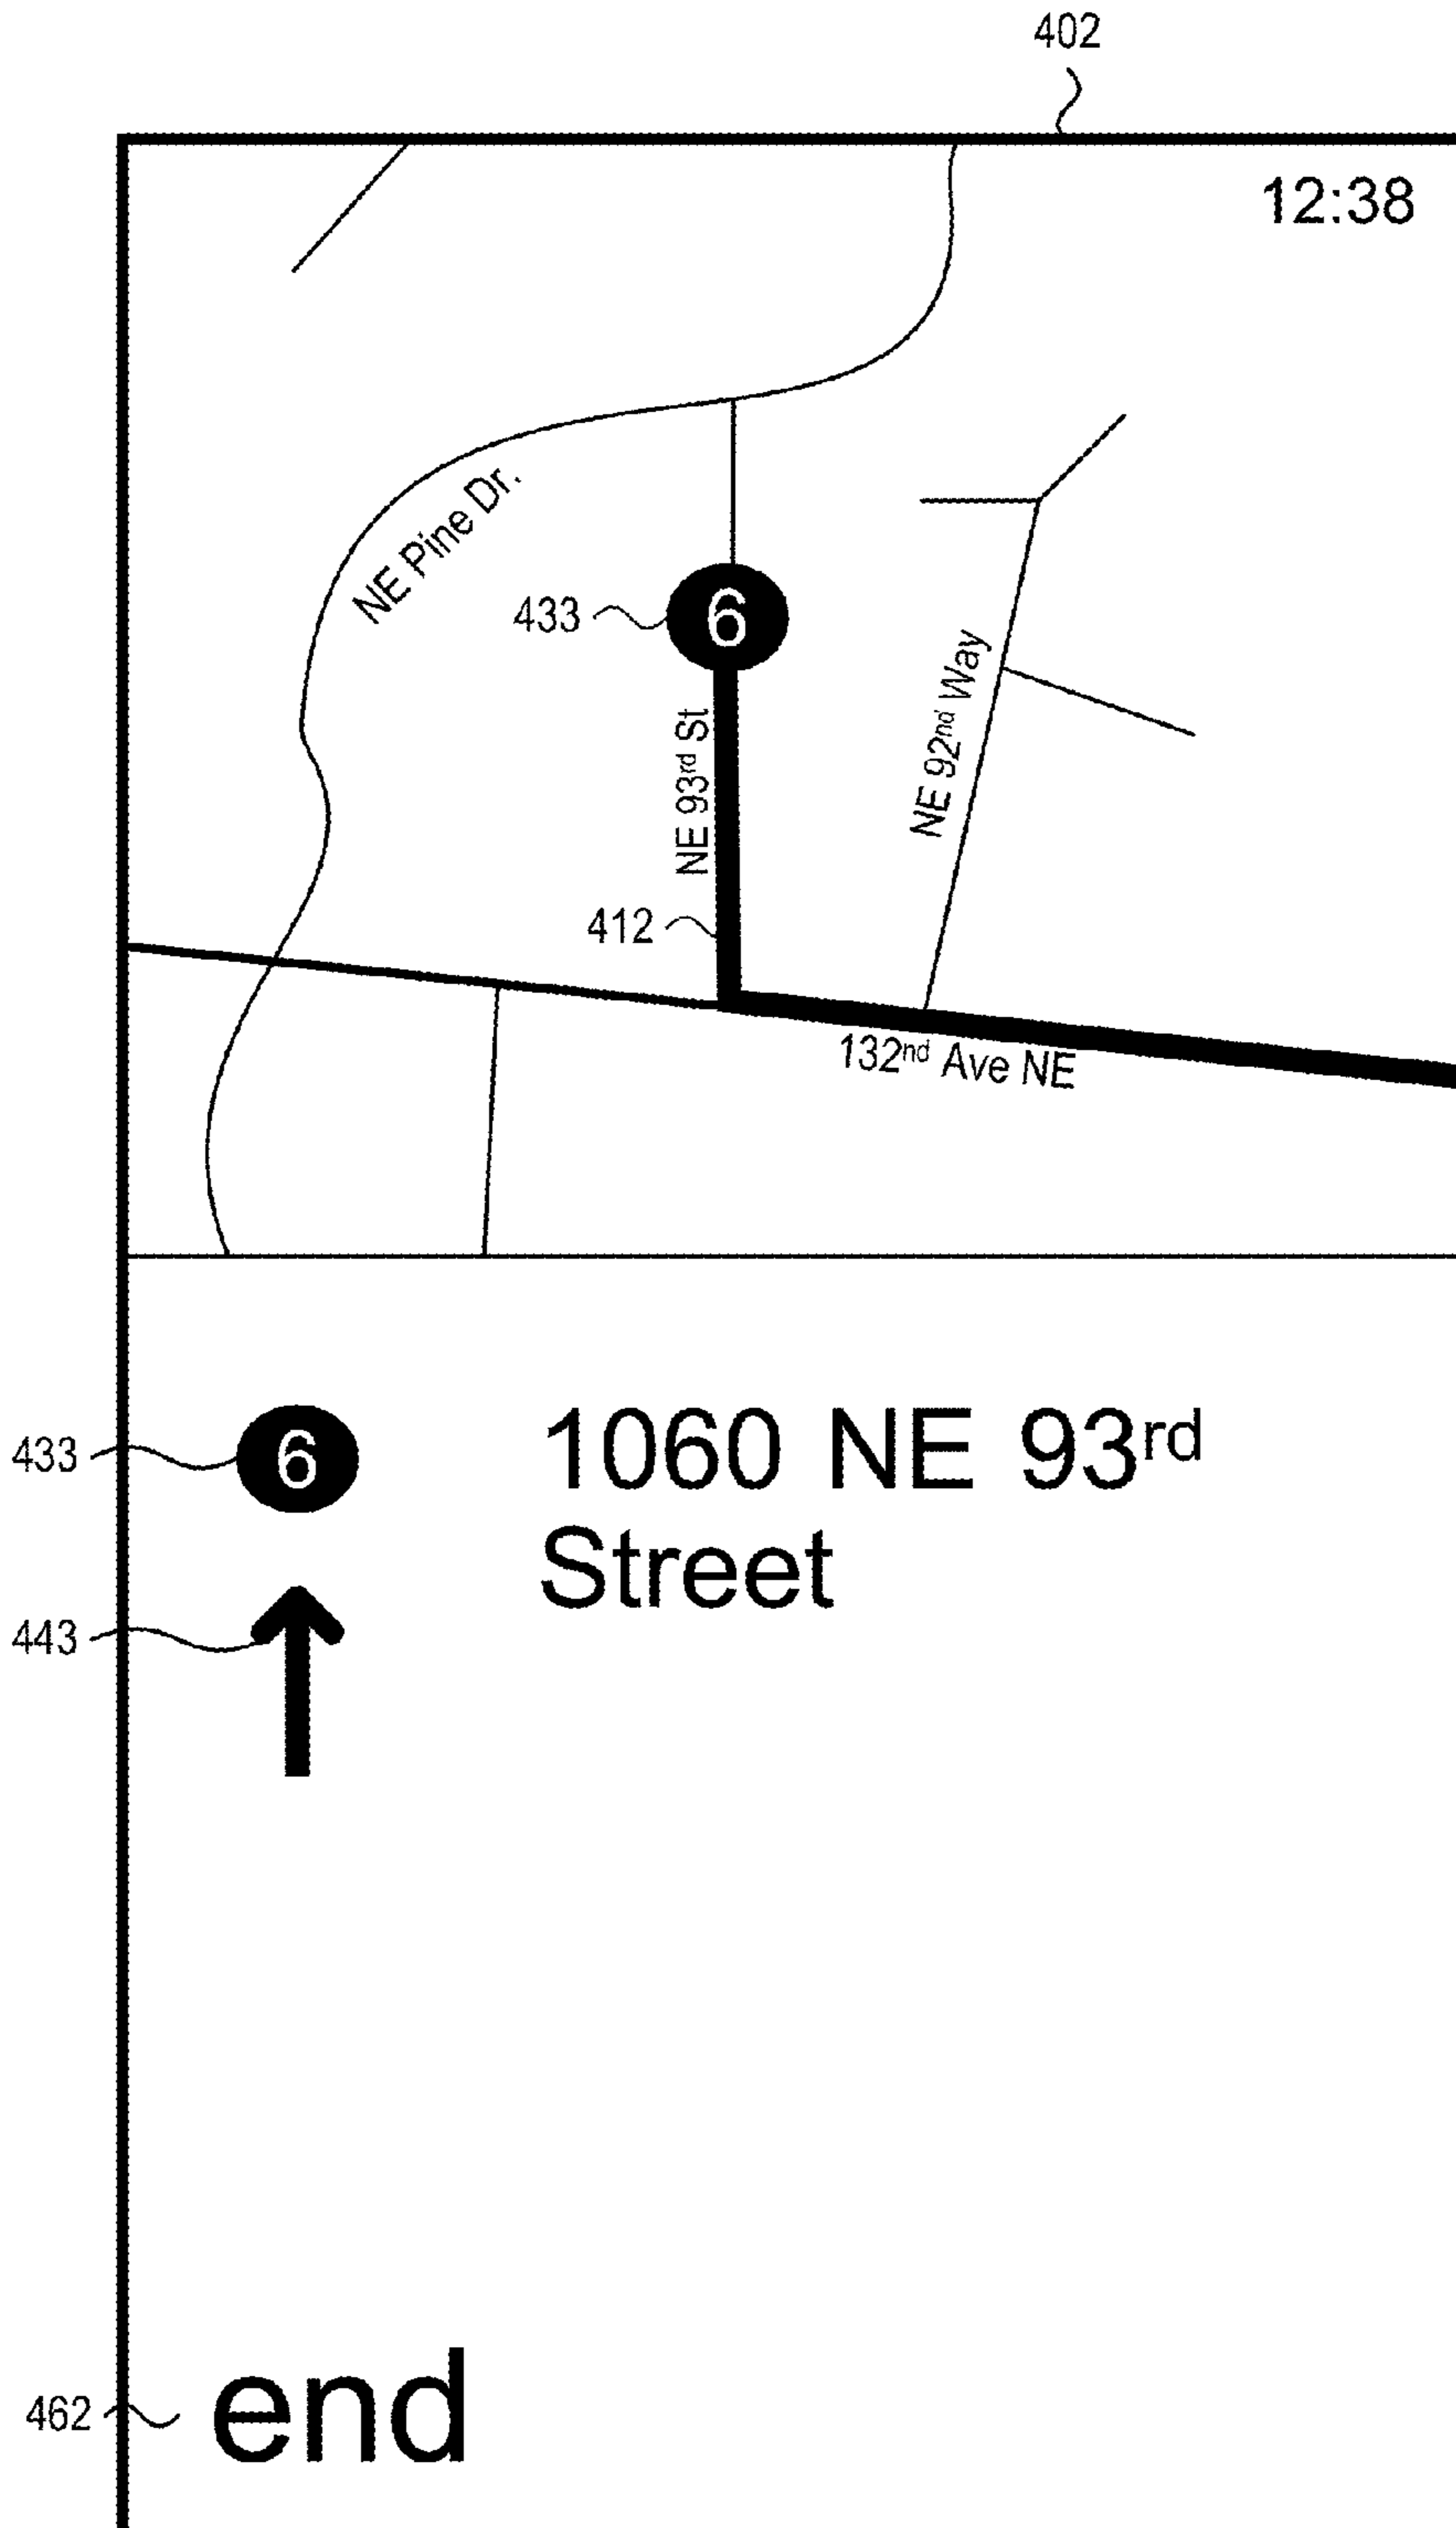 402
12:38
NE Pine Dr.
433
6
NE 93rd St
NE 92nd Way
412
132nd Ave NE
433
6
1060 NE 93rd
Street
443
462
end